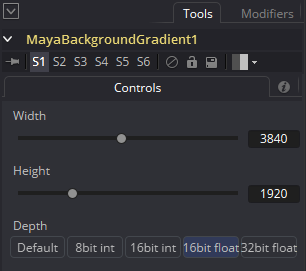 Tools Modifiers
MayaBackgroundGradient1
S1 S2 S3 S4 S5 S6
Controls
Width
3840
Height
1920
Depth
Default 8bit int 16bit int 16bit float 32bit float